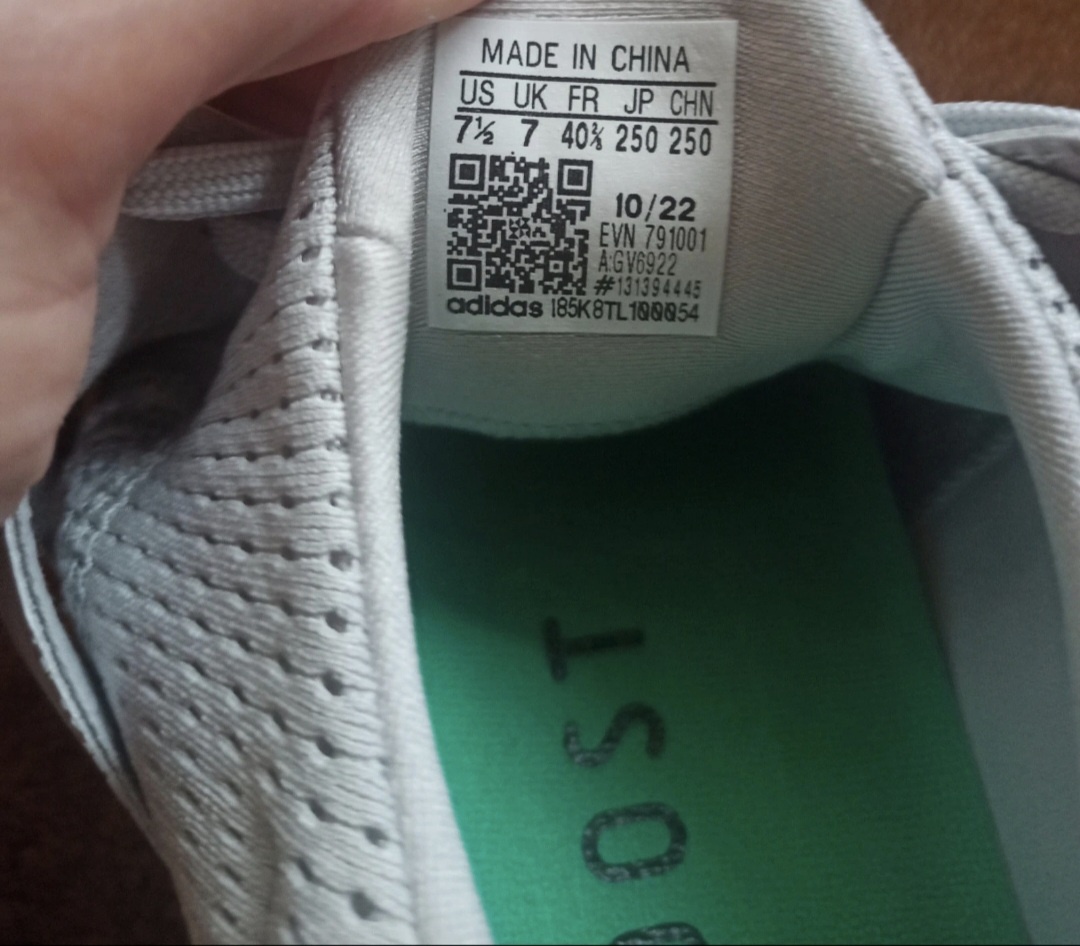 MADE IN CHINA
US UK FR JP CHN
7½ 7 40⅔ 250 250
10/22
EVN 791001
A:GV6922
#131394445
adidas 185K8TL100054
OST